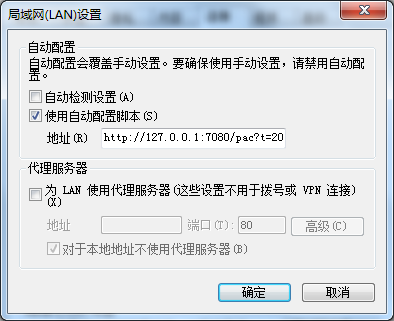 局域网(LAN)设置
自动配置
自动配置会覆盖手动设置。要确保使用手动设置，请禁用自动配
置。
自动检测设置(A)
使用自动配置脚本(S)
地址(R) http://127.0.0.1:7080/pac?t=20
代理服务器
为 LAN 使用代理服务器(这些设置不用于拨号或 VPN 连接)
(X)
地址 端口(T): 80 高级(C)
对于本地地址不使用代理服务器(B)
确定 取消